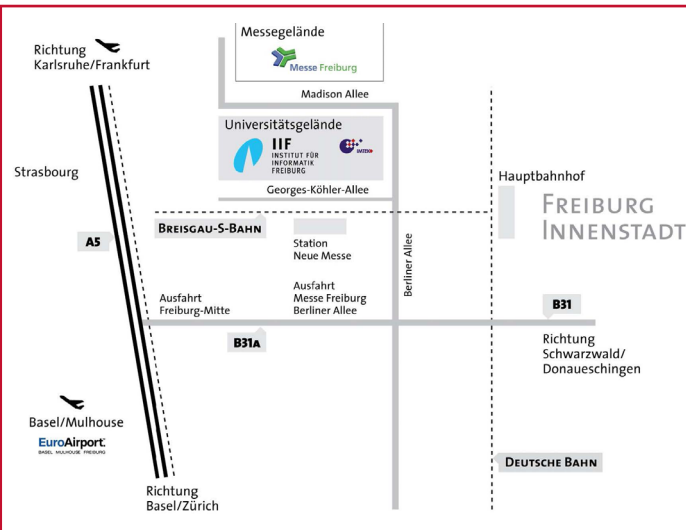 Messegelände
Messe Freiburg
Richtung
Karlsruhe/Frankfurt
Madison Allee
Universitätsgelände
IIF
INSTITUT FÜR
INFORMATIK
FREIBURG
IMTEK
Georges-Köhler-Allee
Strasbourg
Hauptbahnhof
FREIBURG
INNENSTADT
BREISGAU-S-BAHN
A5
Station
Neue Messe
Berliner Allee
Ausfahrt
Freiburg-Mitte
Ausfahrt
Messe Freiburg
Berliner Allee
B31
B31A
Richtung
Schwarzwald/
Donaueschingen
Basel/Mulhouse
EuroAirport
BASEL MULHOUSE FREIBURG
DEUTSCHE BAHN
Richtung
Basel/Zürich